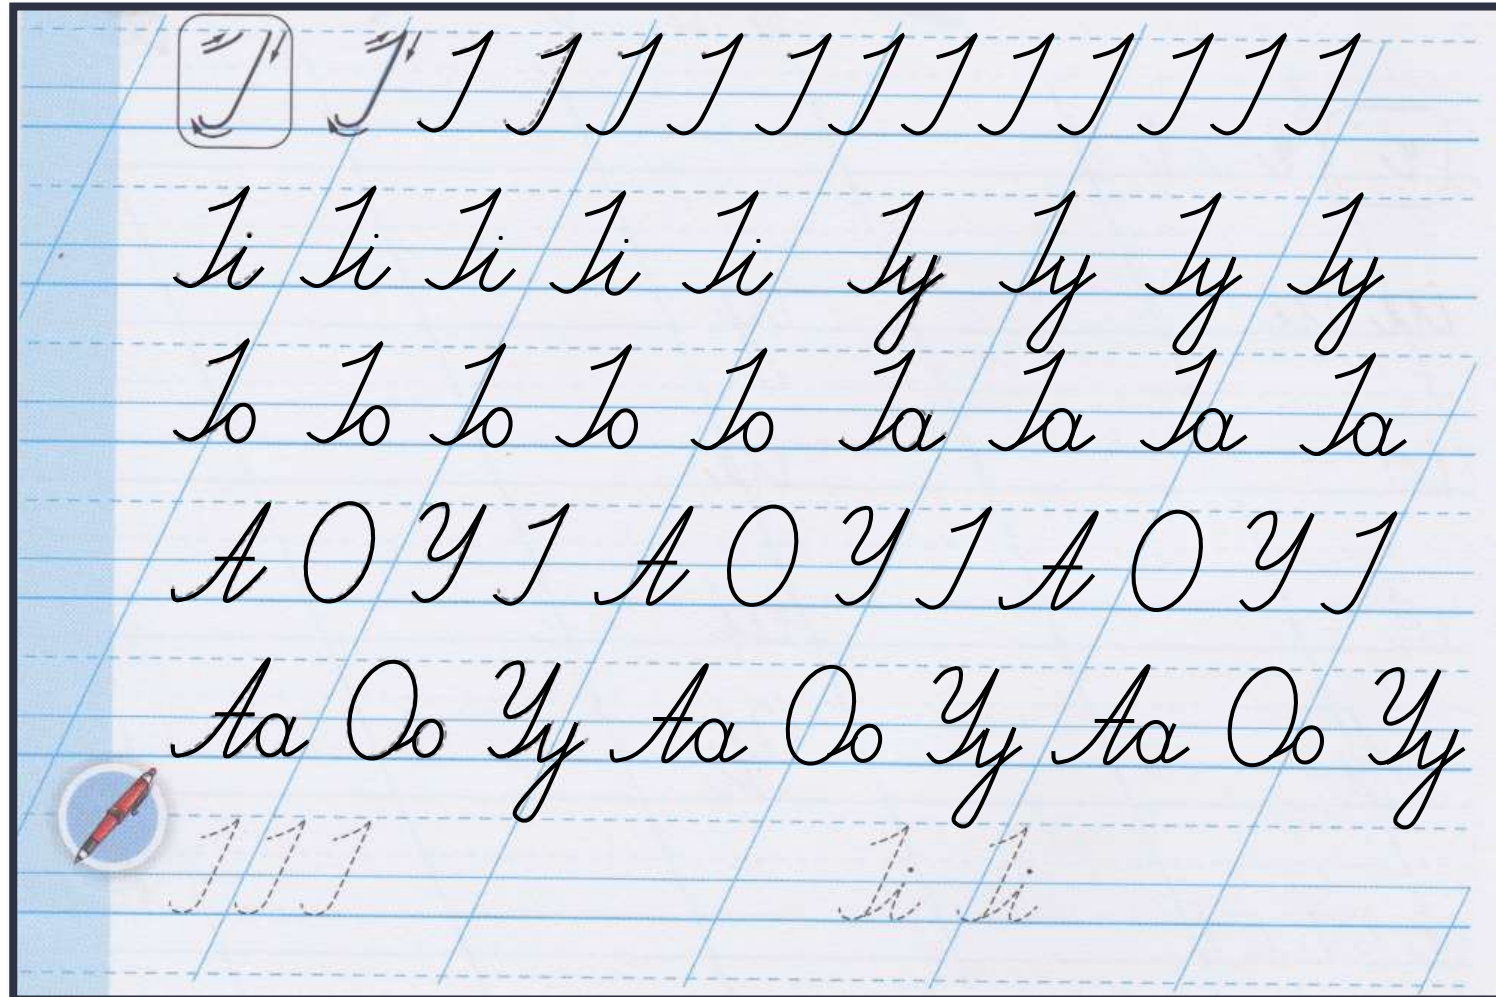 І І І І І І І І І І І І І І
Іі Іі Іі Іі Іі Іу Іу Іу Іу
Іо Іо Іо Іо Іо Іа Іа Іа Іа
А О У І А О У І А О У І
Аа Оо Уу Аа Оо Уу Аа Оо Уу
І І І Іі Іі